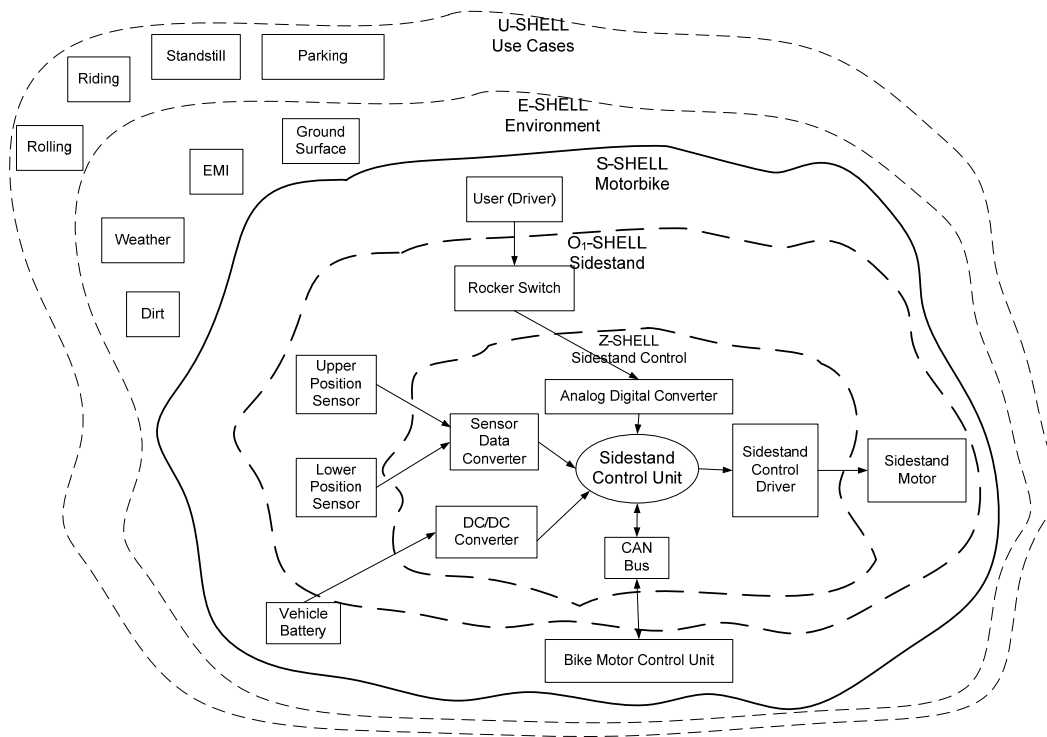 U-SHELL
Use Cases
Standstill
Parking
Riding
Rolling
E-SHELL
Environment
Ground
Surface
EMI
Weather
Dirt
S-SHELL
Motorbike
User (Driver)
O₁-SHELL
Sidestand
Rocker Switch
Z-SHELL
Sidestand Control
Upper
Position
Sensor
Analog Digital Converter
Sensor
Data
Converter
Sidestand
Control Unit
Sidestand
Control
Driver
Sidestand
Motor
Lower
Position
Sensor
DC/DC
Converter
CAN
Bus
Vehicle
Battery
Bike Motor Control Unit